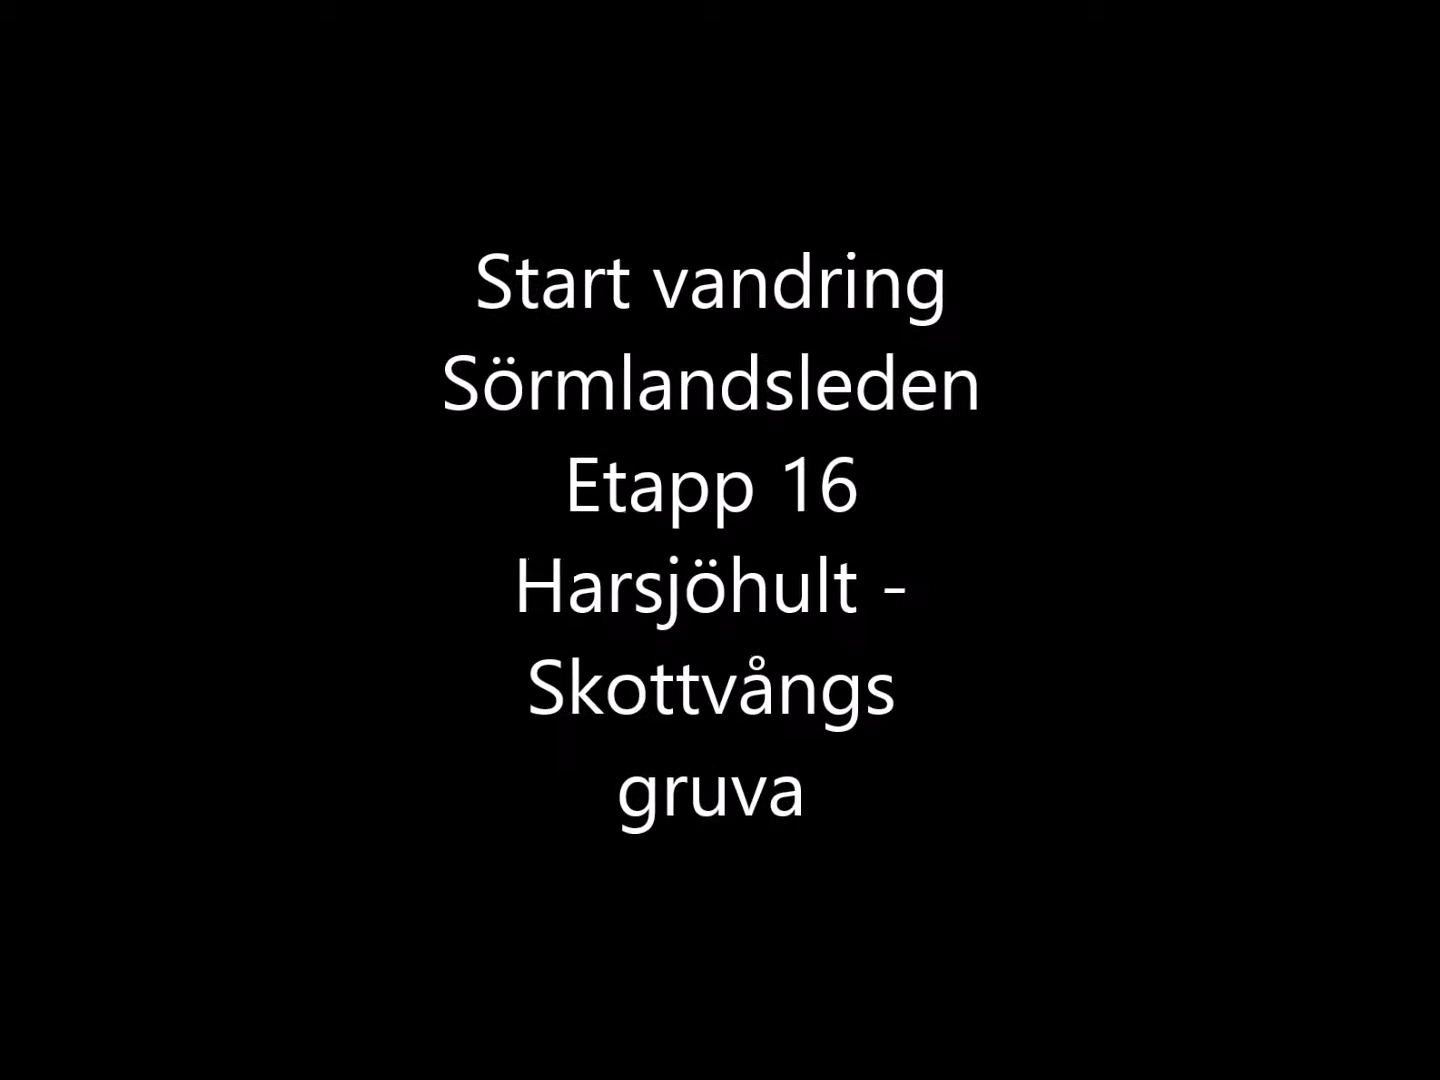 Start vandring
Sörmlandsleden
Etapp 16
Harsjöhult -
Skottvångs
gruva